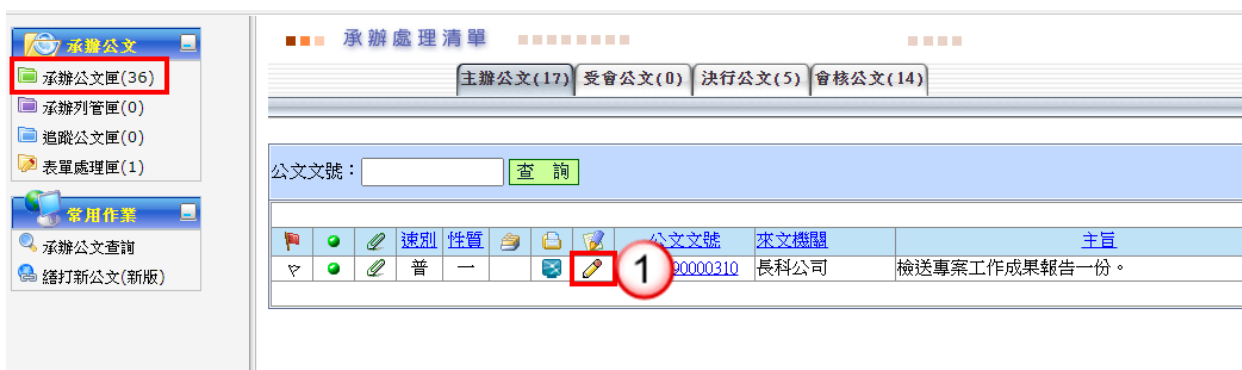 承辦公文
承辦公文匣(36)
承辦列管匣(0)
追蹤公文匣(0)
表單處理匣(1)
常用作業
承辦公文查詢
繕打新公文(新版)
承辦處理清單
主辦公文(17) 受會公文(0) 決行公文(5) 會核公文(14)
公文文號： 查 詢
速別 性質 公文文號 來文機關 主旨
普 一 1 90000310 長科公司 檢送專案工作成果報告一份。